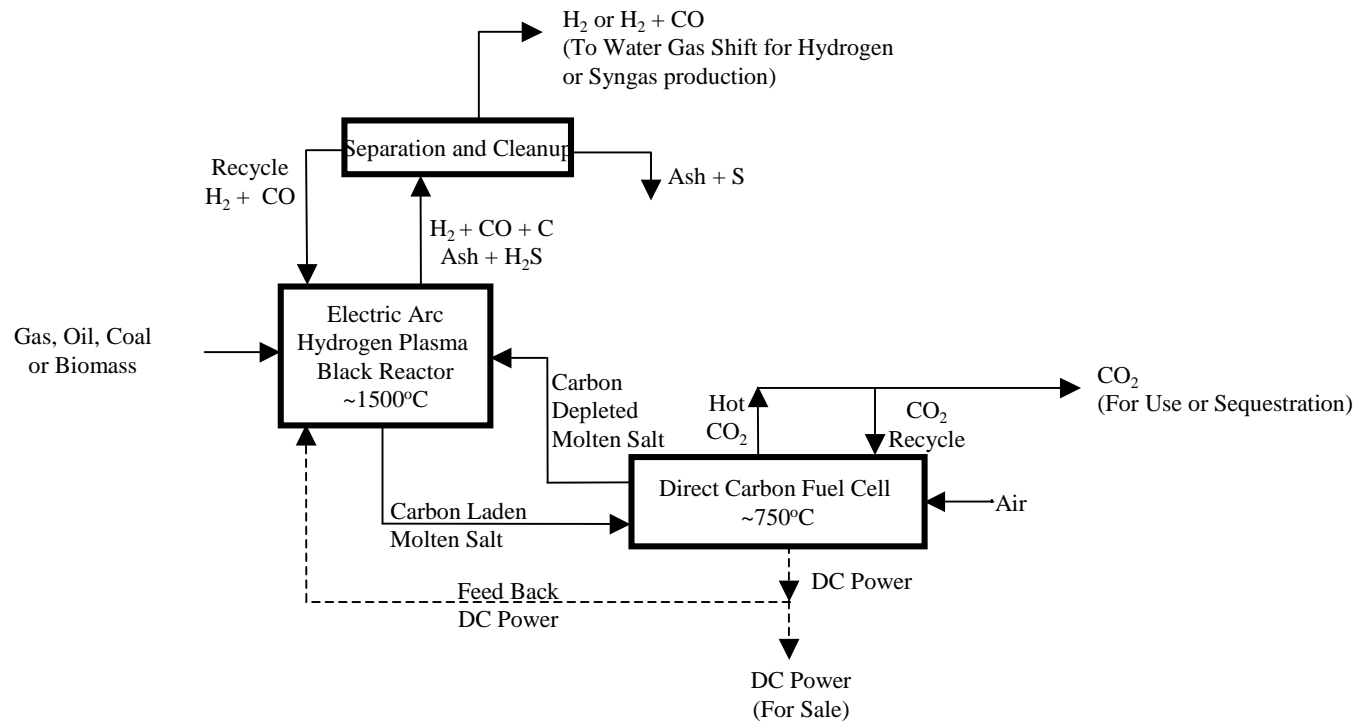 H₂ or H₂ + CO
(To Water Gas Shift for Hydrogen
or Syngas production)
Separation and Cleanup
Recycle
H₂ + CO
Ash + S
H₂ + CO + C
Ash + H₂S
Electric Arc
Hydrogen Plasma
Black Reactor
~1500°C
Gas, Oil, Coal
or Biomass
Carbon
Depleted
Molten Salt
Hot
CO₂
CO₂
Recycle
CO₂
(For Use or Sequestration)
Direct Carbon Fuel Cell
~750°C
Air
Carbon Laden
Molten Salt
DC Power
Feed Back
DC Power
DC Power
(For Sale)